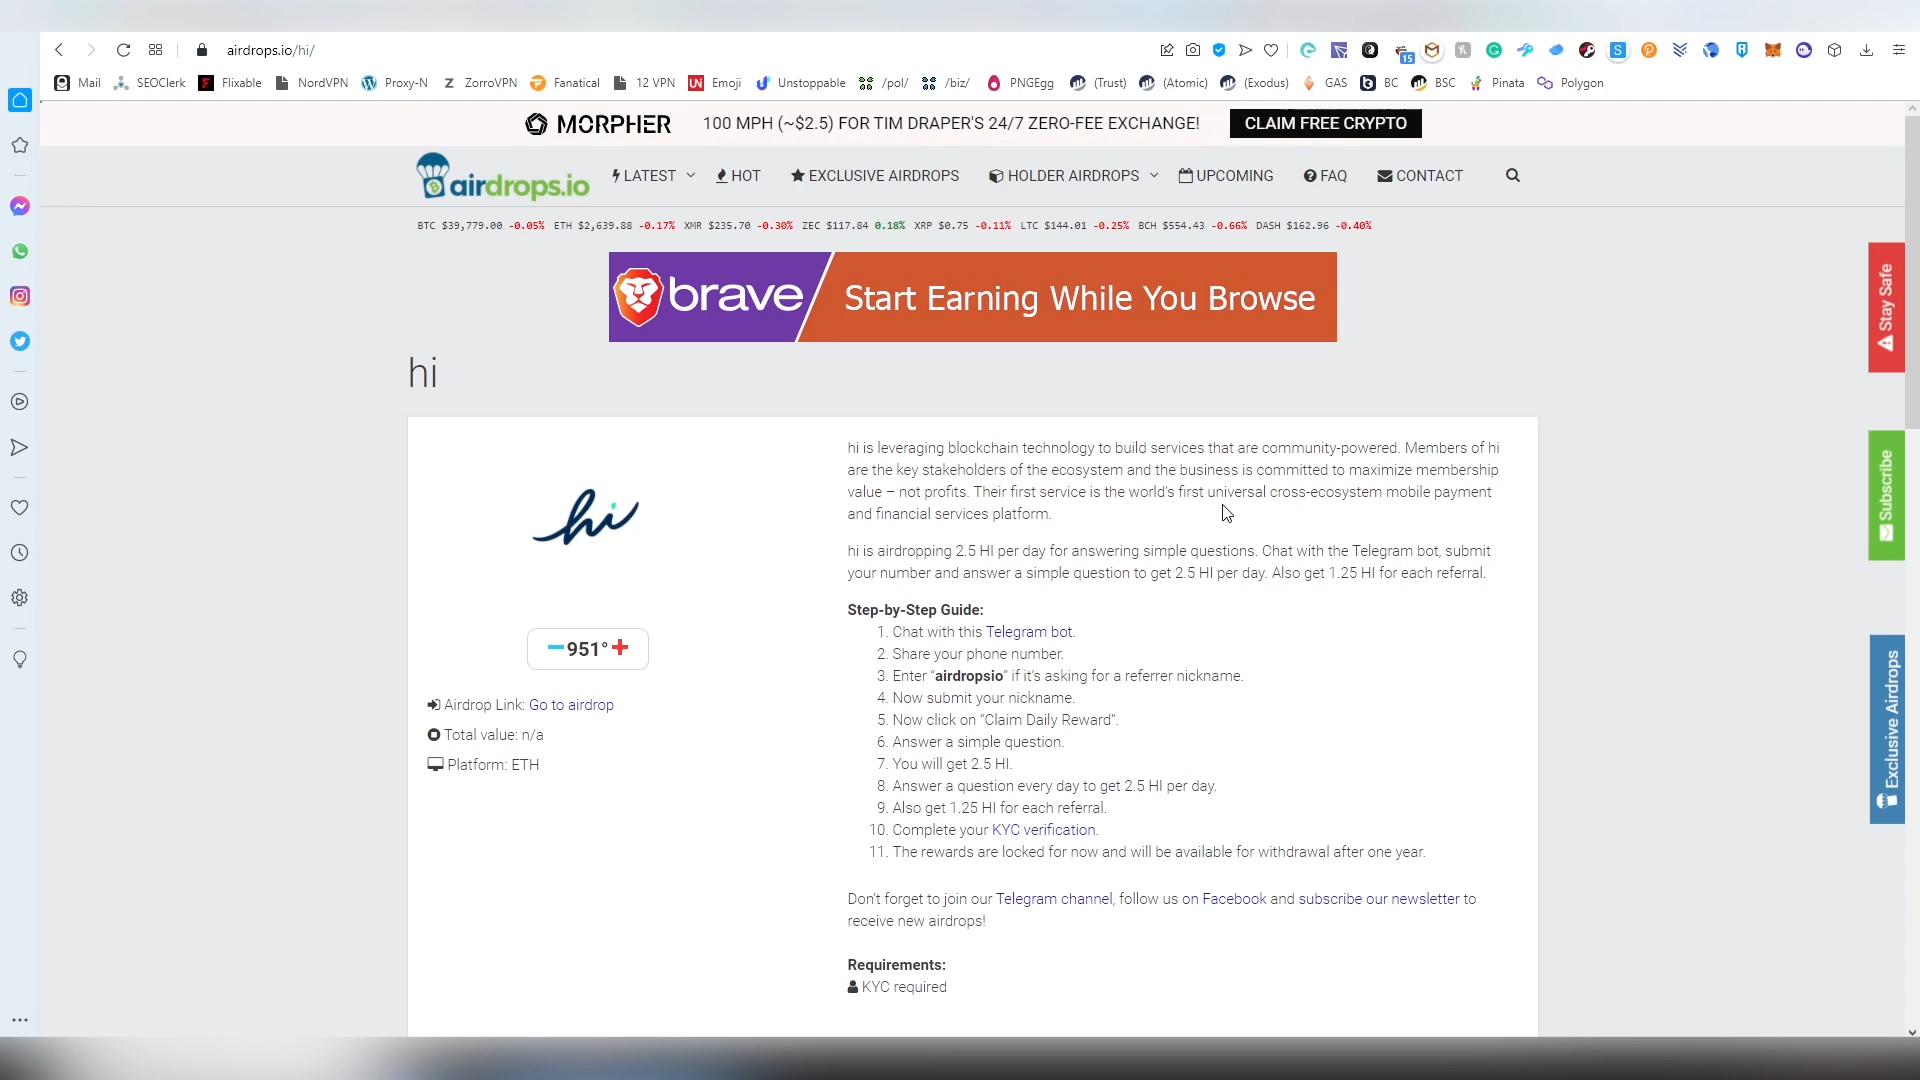 airdrops.io/hi/
15
Mail SEOClerk Flixable NordVPN Proxy-N ZorroVPN Fanatical 12 VPN Emoji Unstoppable /pol/ /biz/ PNGEgg (Trust) (Atomic) (Exodus) GAS BC BSC Pinata Polygon
MORPHER 100 MPH (~$2.5) FOR TIM DRAPER'S 24/7 ZERO-FEE EXCHANGE! CLAIM FREE CRYPTO
airdrops.io LATEST HOT EXCLUSIVE AIRDROPS HOLDER AIRDROPS UPCOMING FAQ CONTACT
BTC $39,779.00 -0.05% ETH $2,639.88 -0.17% XMR $235.70 -0.30% ZEC $117.84 0.18% XRP $0.75 -0.11% LTC $144.01 -0.25% BCH $554.43 -0.66% DASH $162.96 -0.40%
brave Start Earning While You Browse
Stay Safe
Subscribe
Exclusive Airdrops
hi
hi
951°
Airdrop Link: Go to airdrop
Total value: n/a
Platform: ETH
hi is leveraging blockchain technology to build services that are community-powered. Members of hi
are the key stakeholders of the ecosystem and the business is committed to maximize membership
value – not profits. Their first service is the world's first universal cross-ecosystem mobile payment
and financial services platform.
hi is airdropping 2.5 HI per day for answering simple questions. Chat with the Telegram bot, submit
your number and answer a simple question to get 2.5 HI per day. Also get 1.25 HI for each referral.
Step-by-Step Guide:
1. Chat with this Telegram bot.
2. Share your phone number.
3. Enter “airdropsio” if it's asking for a referrer nickname.
4. Now submit your nickname.
5. Now click on “Claim Daily Reward”.
6. Answer a simple question.
7. You will get 2.5 HI.
8. Answer a question every day to get 2.5 HI per day.
9. Also get 1.25 HI for each referral.
10. Complete your KYC verification.
11. The rewards are locked for now and will be available for withdrawal after one year.
Don't forget to join our Telegram channel, follow us on Facebook and subscribe our newsletter to
receive new airdrops!
Requirements:
KYC required